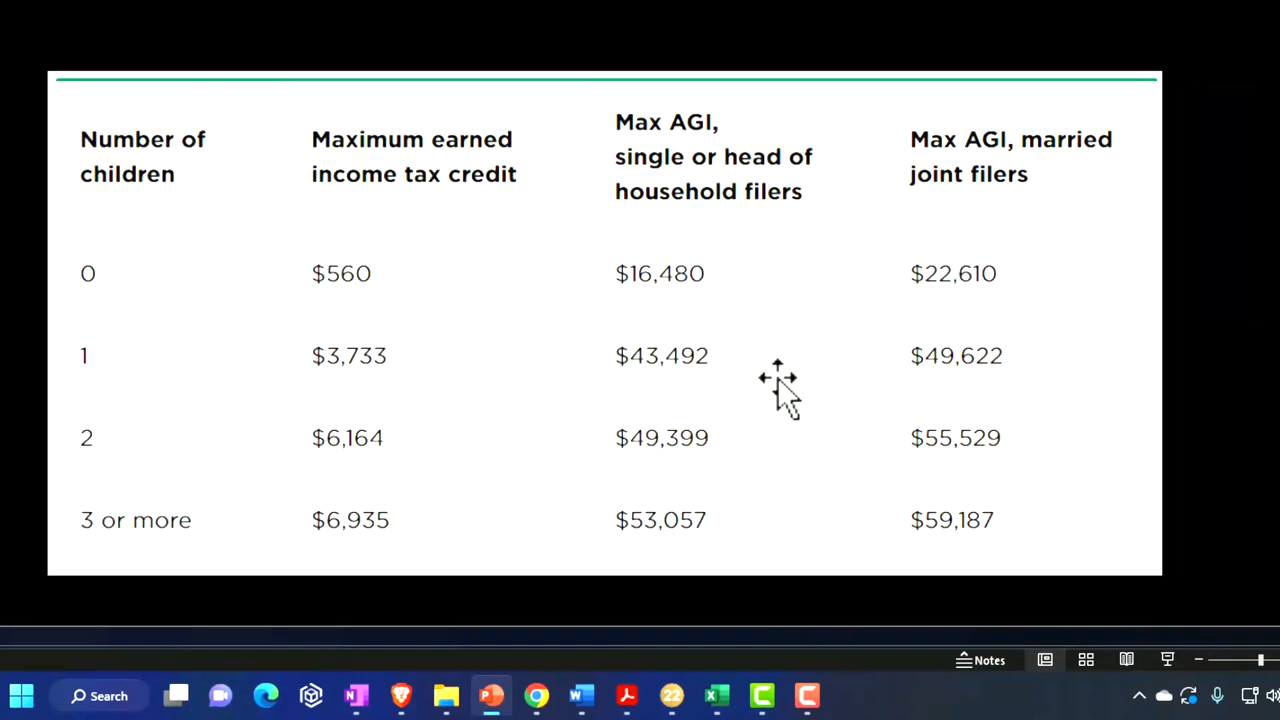 Number of children
Maximum earned income tax credit
Max AGI, single or head of household filers
Max AGI, married joint filers
0 $560 $16,480 $22,610
1 $3,733 $43,492 $49,622
2 $6,164 $49,399 $55,529
3 or more $6,935 $53,057 $59,187
Notes
Search
22